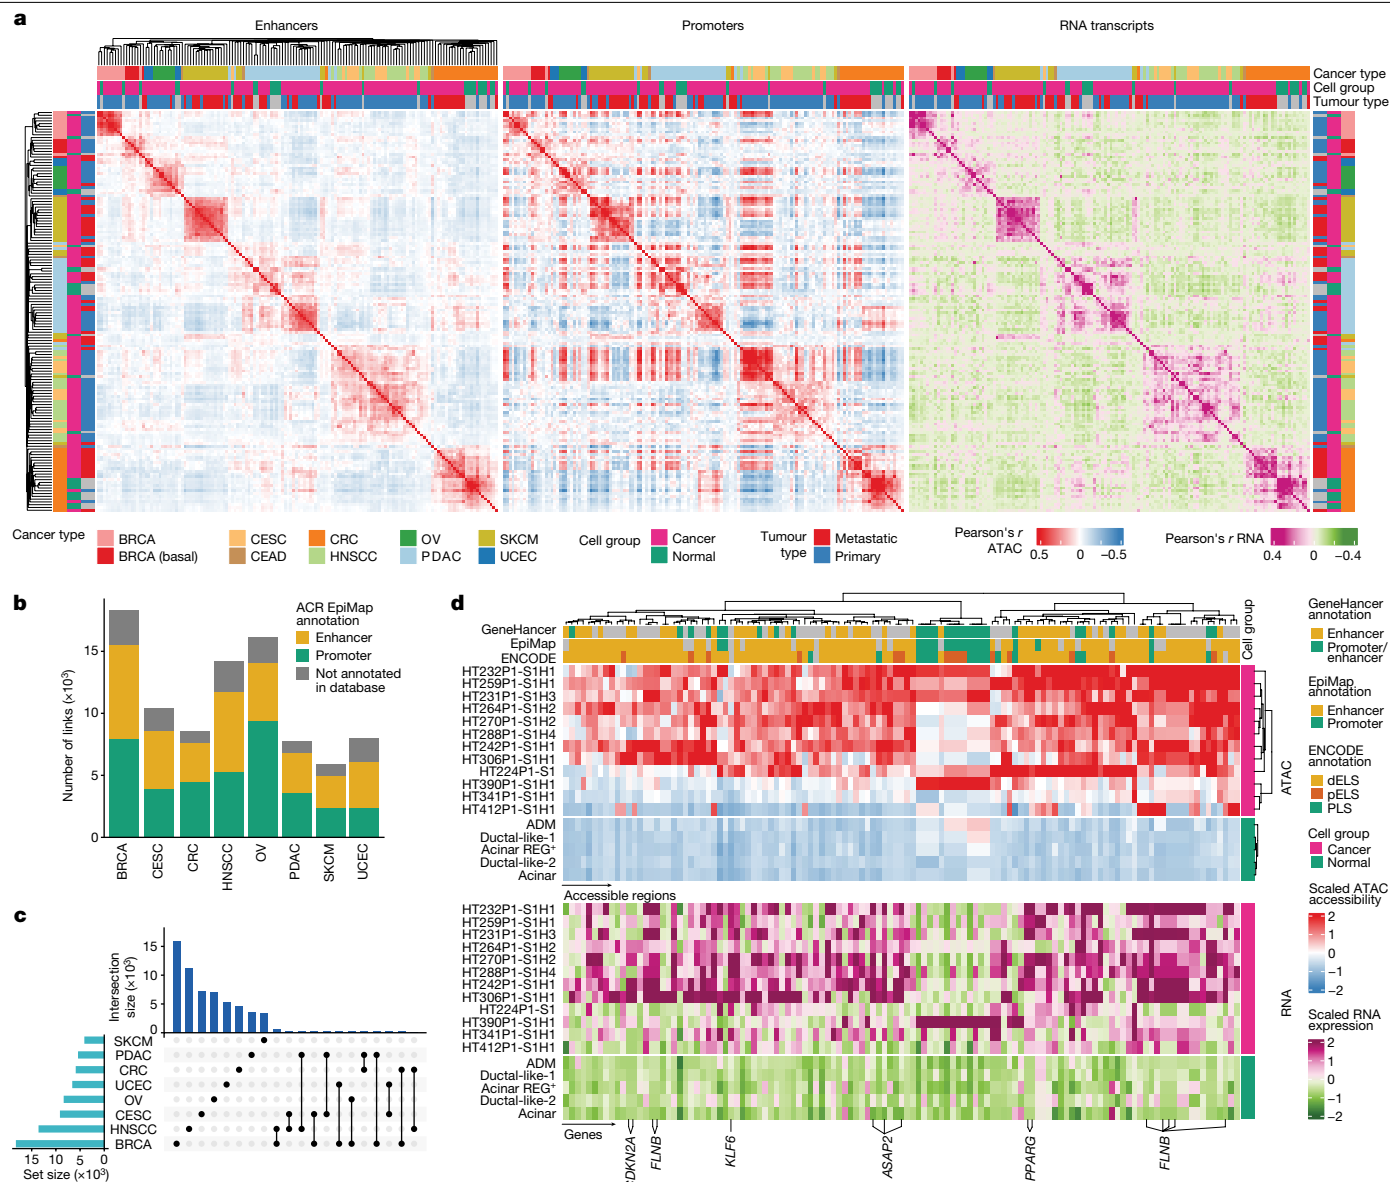 a
Enhancers
Promoters
RNA transcripts
Cancer type
Cell group
Tumour type
Cancer type
BRCA
BRCA (basal)
CESC
CEAD
CRC
HNSCC
OV
PDAC
SKCM
UCEC
Cell group
Cancer
Normal
Tumour
type
Metastatic
Primary
Pearson's r
ATAC
0.5 0 −0.5
Pearson's r RNA
0.4 0 −0.4
b
Number of links (×10³)
15
10
5
0
ACR EpiMap
annotation
Enhancer
Promoter
Not annotated
in database
BRCA
CESC
CRC
HNSCC
OV
PDAC
SKCM
UCEC
c
Intersection
size (×10³)
15
10
5
0
SKCM
PDAC
CRC
UCEC
OV
CESC
HNSCC
BRCA
15 10 5 0
Set size (×10³)
d
GeneHancer
EpiMap
ENCODE
Cell group
HT232P1-S1H1
HT259P1-S1H1
HT231P1-S1H3
HT264P1-S1H2
HT270P1-S1H2
HT288P1-S1H4
HT242P1-S1H1
HT306P1-S1H1
HT224P1-S1
HT390P1-S1H1
HT341P1-S1H1
HT412P1-S1H1
ADM
Ductal-like-1
Acinar REG⁺
Ductal-like-2
Acinar
ATAC
Accessible regions
HT232P1-S1H1
HT259P1-S1H1
HT231P1-S1H3
HT264P1-S1H2
HT270P1-S1H2
HT288P1-S1H4
HT242P1-S1H1
HT306P1-S1H1
HT224P1-S1
HT390P1-S1H1
HT341P1-S1H1
HT412P1-S1H1
ADM
Ductal-like-1
Acinar REG⁺
Ductal-like-2
Acinar
RNA
Genes
DKN2A
FLNB
KLF6
ASAP2
PPARG
FLNB
GeneHancer
annotation
Enhancer
Promoter/
enhancer
EpiMap
annotation
Enhancer
Promoter
ENCODE
annotation
dELS
pELS
PLS
Cell group
Cancer
Normal
Scaled ATAC
accessibility
2
1
0
−1
−2
Scaled RNA
expression
2
1
0
−1
−2